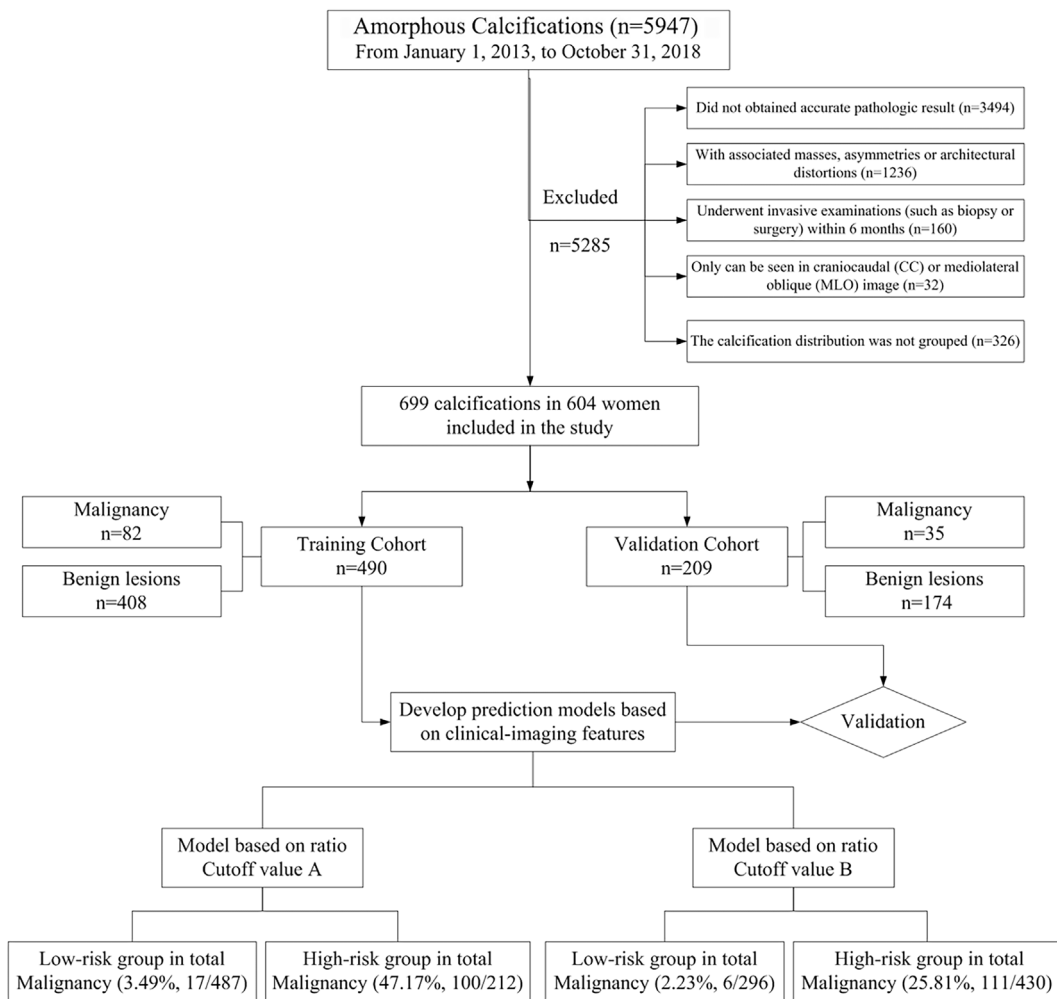 Amorphous Calcifications (n=5947)
From January 1, 2013, to October 31, 2018
Did not obtained accurate pathologic result (n=3494)
With associated masses, asymmetries or architectural
distortions (n=1236)
Excluded
n=5285
Underwent invasive examinations (such as biopsy or
surgery) within 6 months (n=160)
Only can be seen in craniocaudal (CC) or mediolateral
oblique (MLO) image (n=32)
The calcification distribution was not grouped (n=326)
699 calcifications in 604 women
included in the study
Malignancy
n=82
Benign lesions
n=408
Training Cohort
n=490
Validation Cohort
n=209
Malignancy
n=35
Benign lesions
n=174
Develop prediction models based
on clinical-imaging features
Validation
Model based on ratio
Cutoff value A
Model based on ratio
Cutoff value B
Low-risk group in total
Malignancy (3.49%, 17/487)
High-risk group in total
Malignancy (47.17%, 100/212)
Low-risk group in total
Malignancy (2.23%, 6/296)
High-risk group in total
Malignancy (25.81%, 111/430)